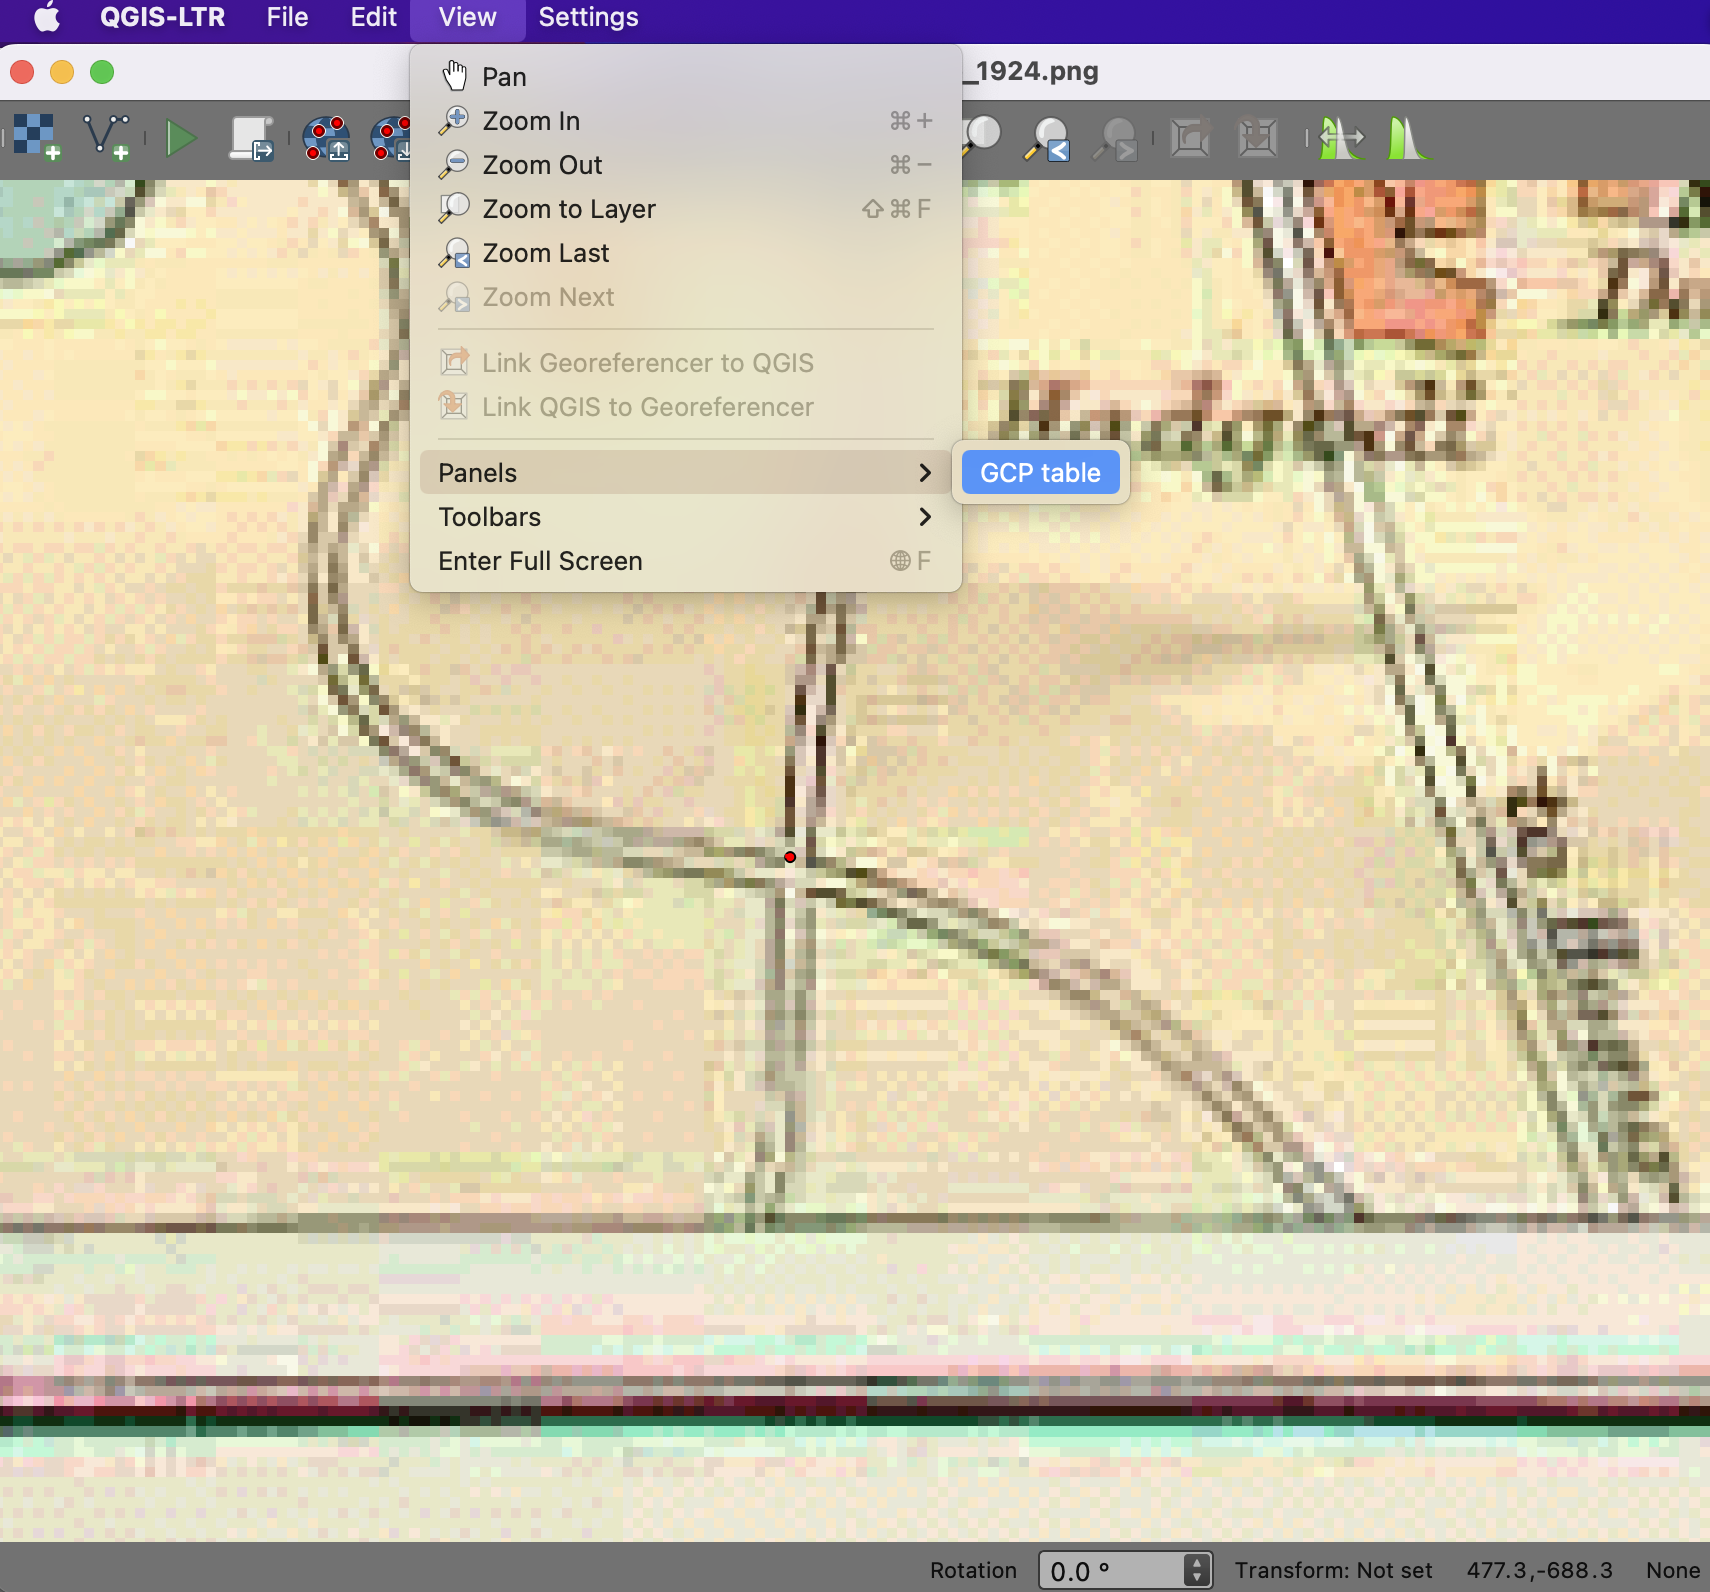 QGIS-LTR File Edit View Settings
_1924.png
Pan
Zoom In ⌘+
Zoom Out ⌘−
Zoom to Layer ⇧⌘F
Zoom Last
Zoom Next
Link Georeferencer to QGIS
Link QGIS to Georeferencer
Panels GCP table
Toolbars
Enter Full Screen F
Rotation 0.0 ° Transform: Not set 477.3,-688.3 None